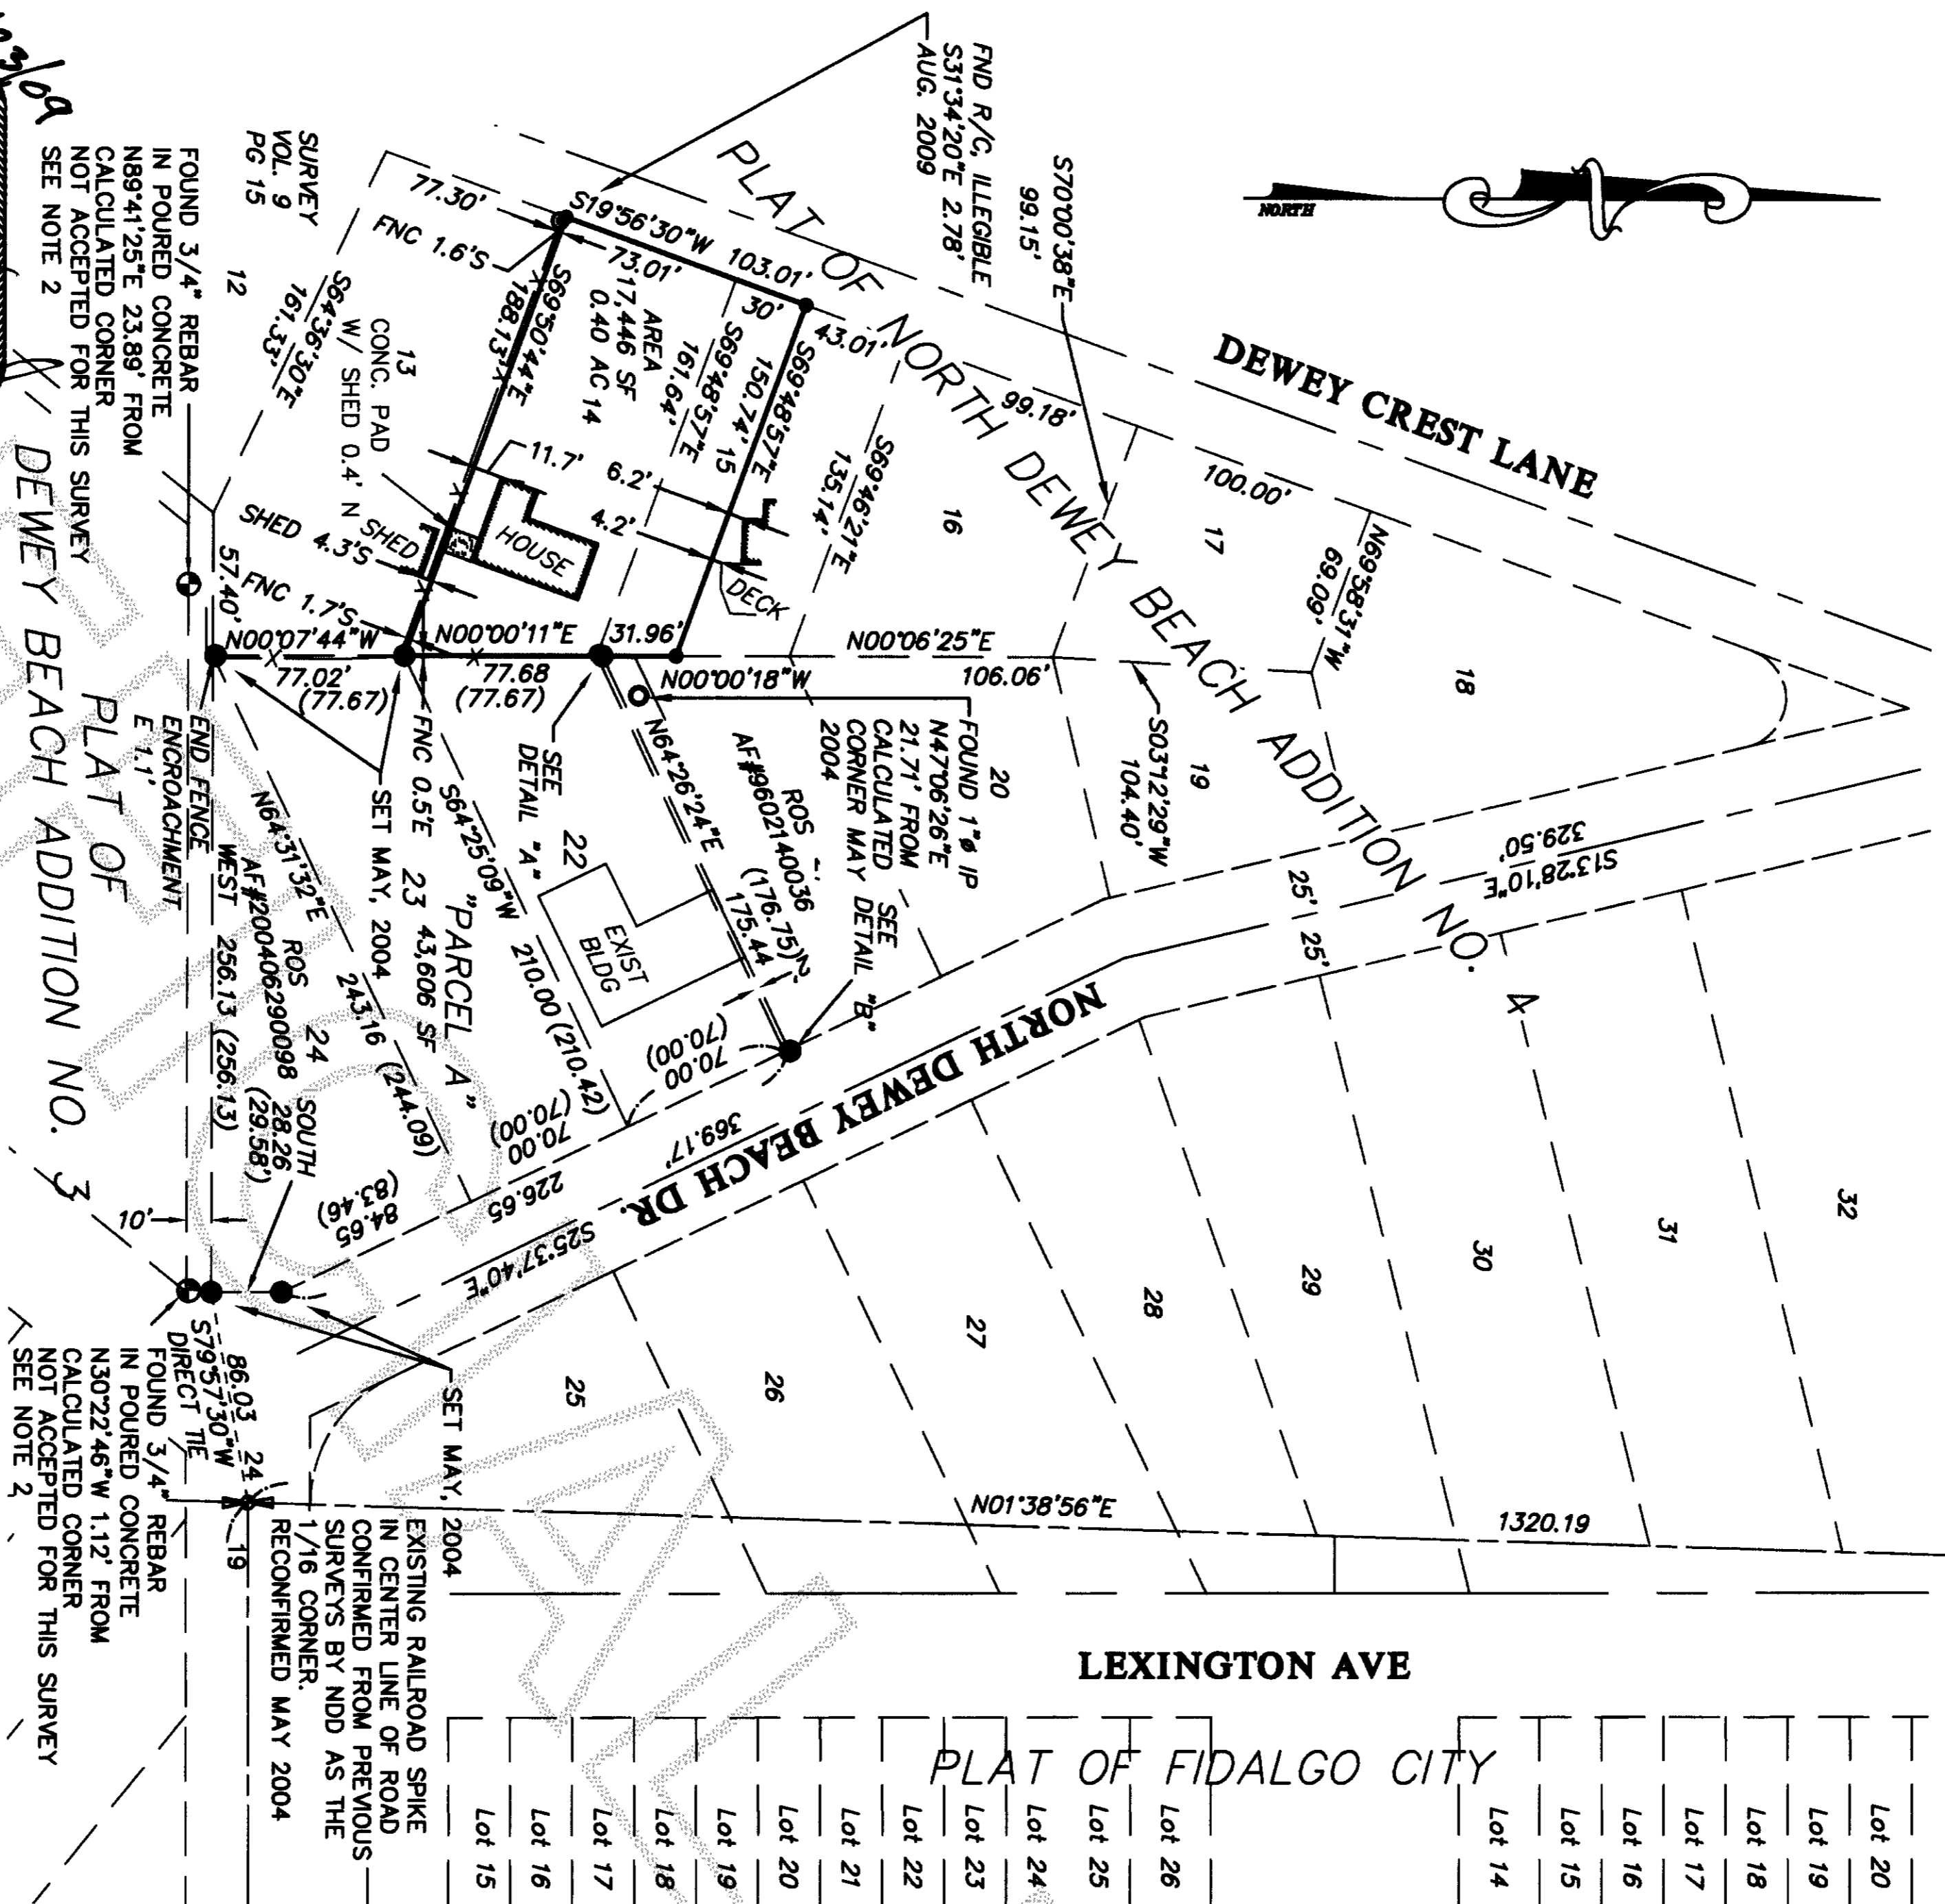 NORTH
DEWEY CREST LANE
FND R/C, ILLEGIBLE
S31°34'20"E 2.78'
AUG. 2009
S70°00'38"E
99.15'
PLAT OF NORTH DEWEY BEACH ADDITION NO. 4
77.30'
S19°56'30"W
73.01'
103.01'
30'
43.01'
99.18'
100.00'
FNC 1.6'S
SURVEY
VOL. 9
PG 15
12
S64°36'30"E
161.33'
13
CONC. PAD
W/ SHED 0.4' N
S69°50'44"E
188.13'
AREA
17,446 SF
0.40 AC
14
S69°48'57"E
161.64'
15
S69°48'57"E
150.74'
S69°46'21"E
135.14'
16
17
N69°58'31"W
69.09'
18
11.7'
6.2'
4.2'
HOUSE
DECK
SHED
SHED 4.3'S
FNC 1.7'S
57.40'
N00°07'44"W
77.02'
(77.67)
N00°00'11"E
77.68
(77.67)
31.96'
N00°00'18"W
N00°06'25"E
106.06'
S03°12'29"W
104.40'
19
20
FOUND 1"ø IP
N47°06'26"E
21.71' FROM
CALCULATED
CORNER MAY
2004
SEE
DETAIL "B"
ROS
AF#9602140036
(176.75)
175.44
N64°26'24"E
SEE
DETAIL "A"
22
EXIST
BLDG
FNC 0.5'E
SET MAY, 2004
23
43,606 SF
"PARCEL A"
S64°25'09"W
210.00 (210.42)
END FENCE
ENCROACHMENT
E 1.1'
N64°31'32"E
243.16 (244.09)
24
ROS
AF#200406290098
WEST 256.13 (256.13)
SOUTH
28.26
(29.58')
10'
70.00
(70.00)
70.00
(70.00)
84.65
(83.46)
226.65
369.17'
S25°37'40"E
NORTH DEWEY BEACH DR.
25'
25'
S13°28'10"E
329.50'
25
26
27
28
29
30
31
32
FOUND 3/4" REBAR
IN POURED CONCRETE
N89°41'25"E 23.89' FROM
CALCULATED CORNER
NOT ACCEPTED FOR THIS SURVEY
SEE NOTE 2
PLAT OF
DEWEY BEACH ADDITION NO. 3
86.03
S79°57'30"W
DIRECT TIE
24
19
FOUND 3/4" REBAR
IN POURED CONCRETE
N30°22'46"W 1.12' FROM
CALCULATED CORNER
NOT ACCEPTED FOR THIS SURVEY
SEE NOTE 2
SET MAY, 2004
EXISTING RAILROAD SPIKE
IN CENTER LINE OF ROAD
CONFIRMED FROM PREVIOUS
SURVEYS BY NDD AS THE
1/16 CORNER.
RECONFIRMED MAY 2004
N01°38'56"E
1320.19
LEXINGTON AVE
PLAT OF FIDALGO CITY
Lot 15
Lot 16
Lot 17
Lot 18
Lot 19
Lot 20
Lot 21
Lot 22
Lot 23
Lot 24
Lot 25
Lot 26
Lot 14
Lot 15
Lot 16
Lot 17
Lot 18
Lot 19
Lot 20